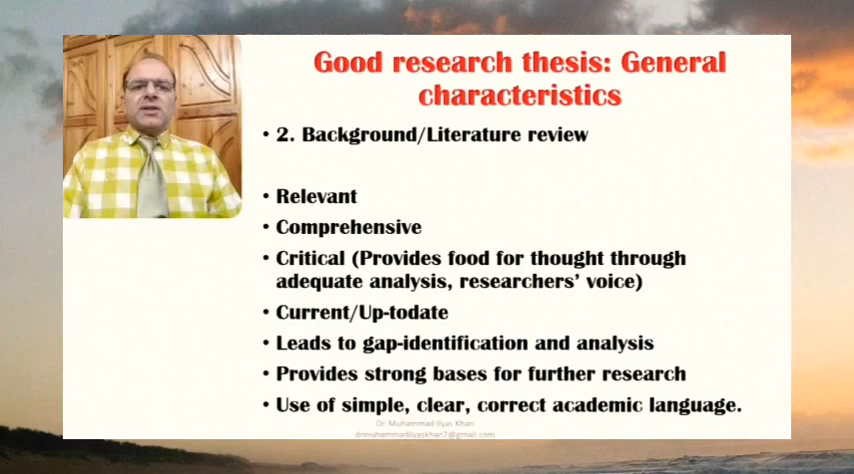 Good research thesis: General
characteristics
• 2. Background/Literature review
• Relevant
• Comprehensive
• Critical (Provides food for thought through
adequate analysis, researchers' voice)
• Current/Up-todate
• Leads to gap-identification and analysis
• Provides strong bases for further research
• Use of simple, clear, correct academic language.
Dr. Muhammad Ilyas Khan
drmuhammadilyaskhan7@gmail.com